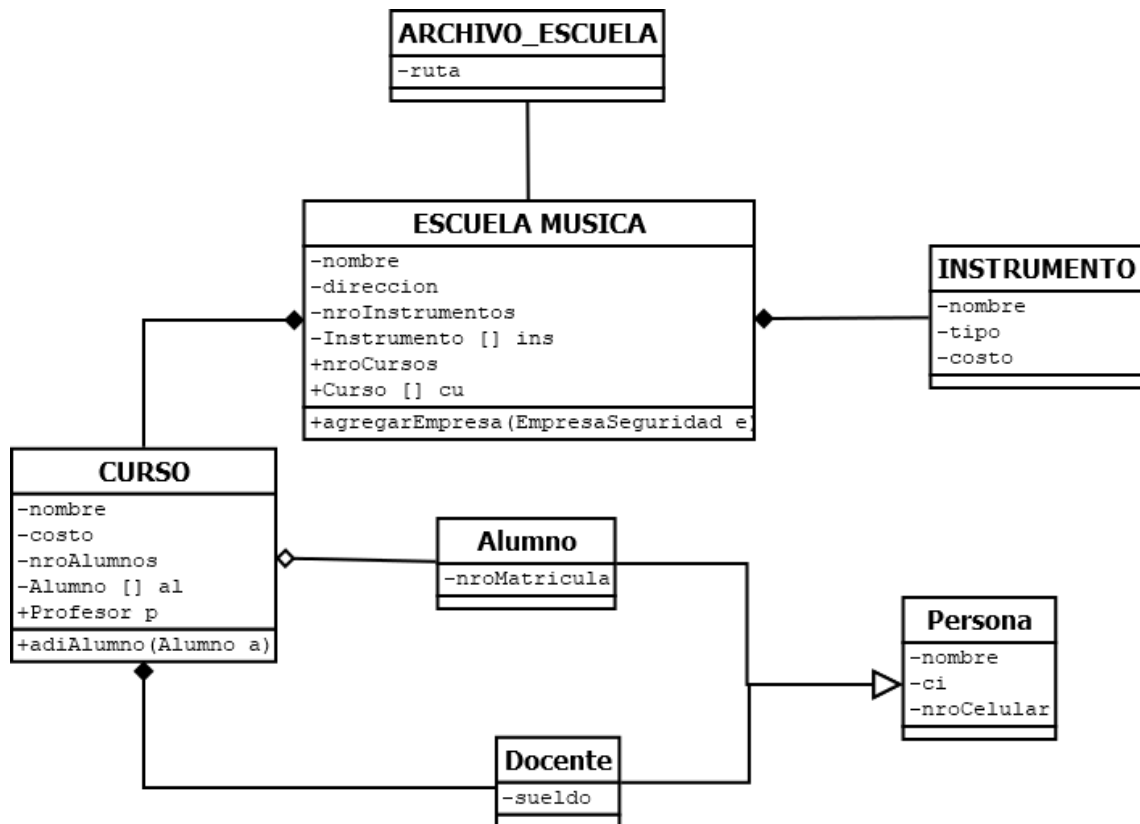 ARCHIVO_ESCUELA
-ruta
ESCUELA MUSICA
-nombre
-direccion
-nroInstrumentos
-Instrumento [] ins
+nroCursos
+Curso [] cu
+agregarEmpresa(EmpresaSeguridad e)
INSTRUMENTO
-nombre
-tipo
-costo
CURSO
-nombre
-costo
-nroAlumnos
-Alumno [] al
+Profesor p
+adiAlumno(Alumno a)
Alumno
-nroMatricula
Persona
-nombre
-ci
-nroCelular
Docente
-sueldo